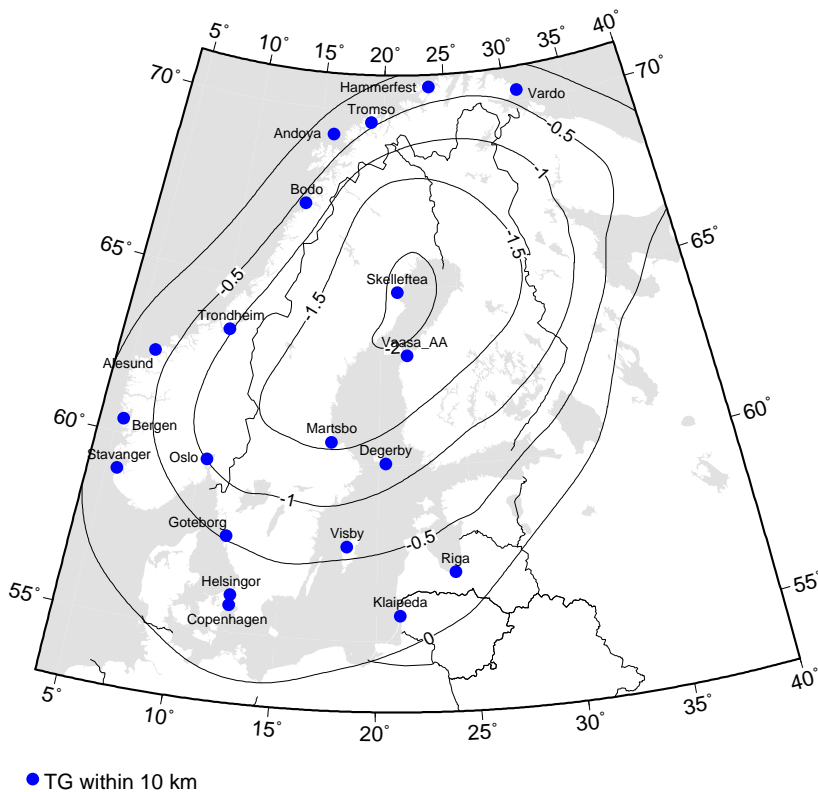 5° 10° 15° 20° 25° 30° 35° 40°
70° 70°
Hammerfest
Vardo
Tromso
Andoya
-0.5
-1
Bodo
65° 65°
-1.5
-0.5
Skelleftea
-1.5
Trondheim
-2
Vaasa_AA
Alesund
60° 60°
Bergen
Martsbo
Stavanger
Oslo
Degerby
-1
Goteborg
Visby
-0.5
Riga
55° 55°
Helsingor
Klaipeda
Copenhagen
0
5° 10° 15° 20° 25° 30° 35° 40°
TG within 10 km